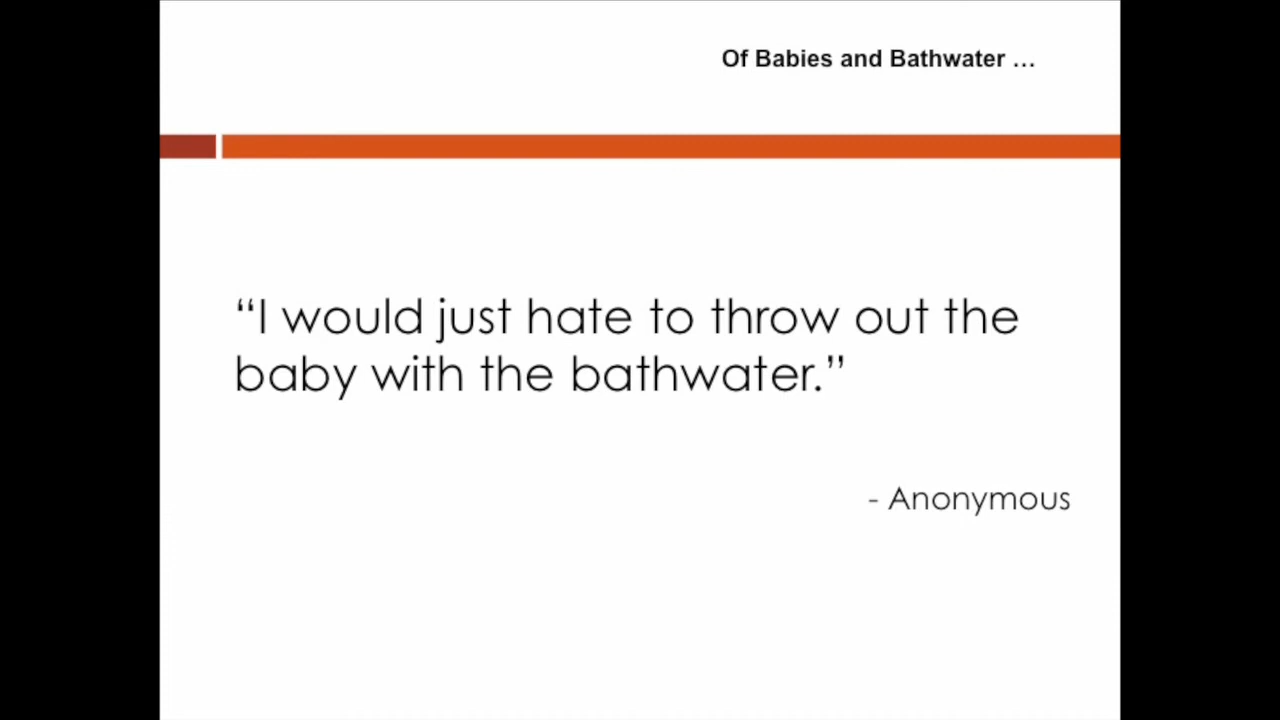 Of Babies and Bathwater …
“I would just hate to throw out the
baby with the bathwater.”
- Anonymous